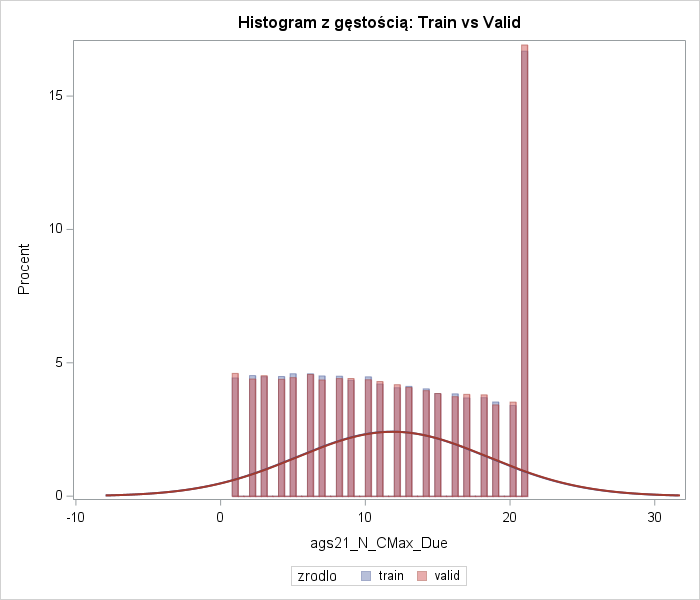 Histogram z gęstością: Train vs Valid
15
10
5
0
Procent
-10 0 10 20 30
ags21_N_CMax_Due
zrodlo train valid